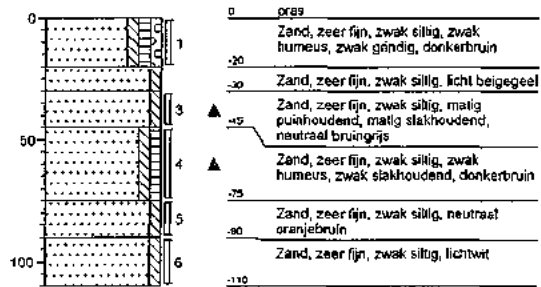 0
gras
1
Zand, zeer fijn, zwak siltig, zwak
humeus, zwak grindig, donkerbruin
-20
Zand, zeer fijn, zwak siltig, licht beigegeel
-30
3
Zand, zeer fijn, zwak siltig, matig
puinhoudend, matig slakhoudend,
neutraal bruingrijs
-45
50
4
Zand, zeer fijn, zwak siltig, zwak
humeus, zwak slakhoudend, donkerbruin
-75
5
Zand, zeer fijn, zwak siltig, neutraal
oranjebruin
-90
100
6
Zand, zeer fijn, zwak siltig, lichtwit
-110